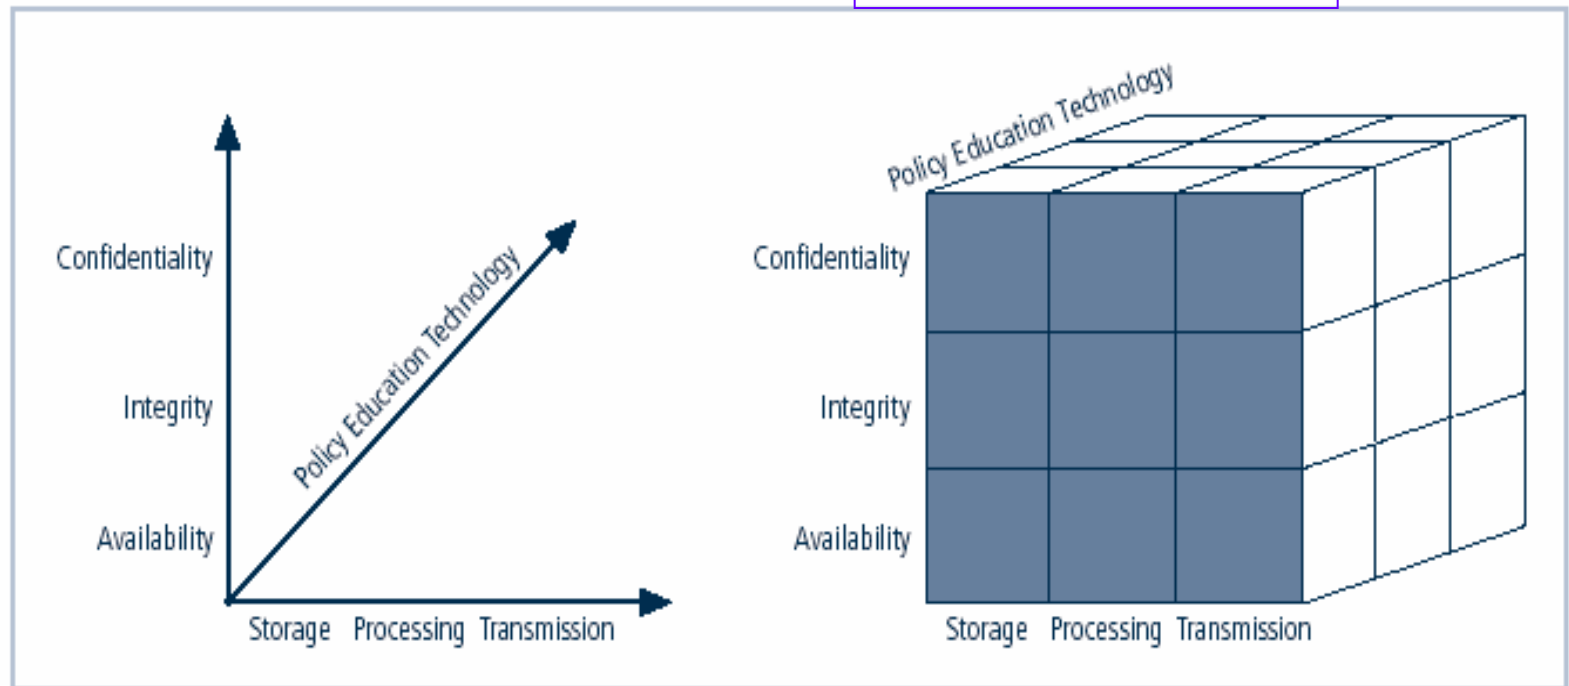 Policy Education Technology
Confidentiality
Integrity
Availability
Storage Processing Transmission
Policy Education Technology
Confidentiality
Integrity
Availability
Storage Processing Transmission